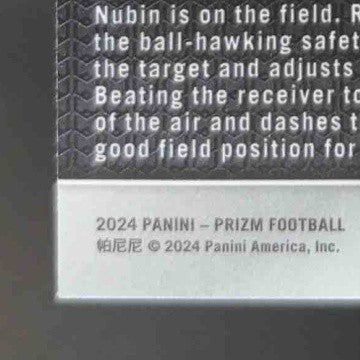 Nubin is on the field.
the ball-hawking safet
the target and adjusts
Beating the receiver to
of the air and dashes t
good field position for
2024 PANINI – PRIZM FOOTBALL
帕尼尼 © 2024 Panini America, Inc.